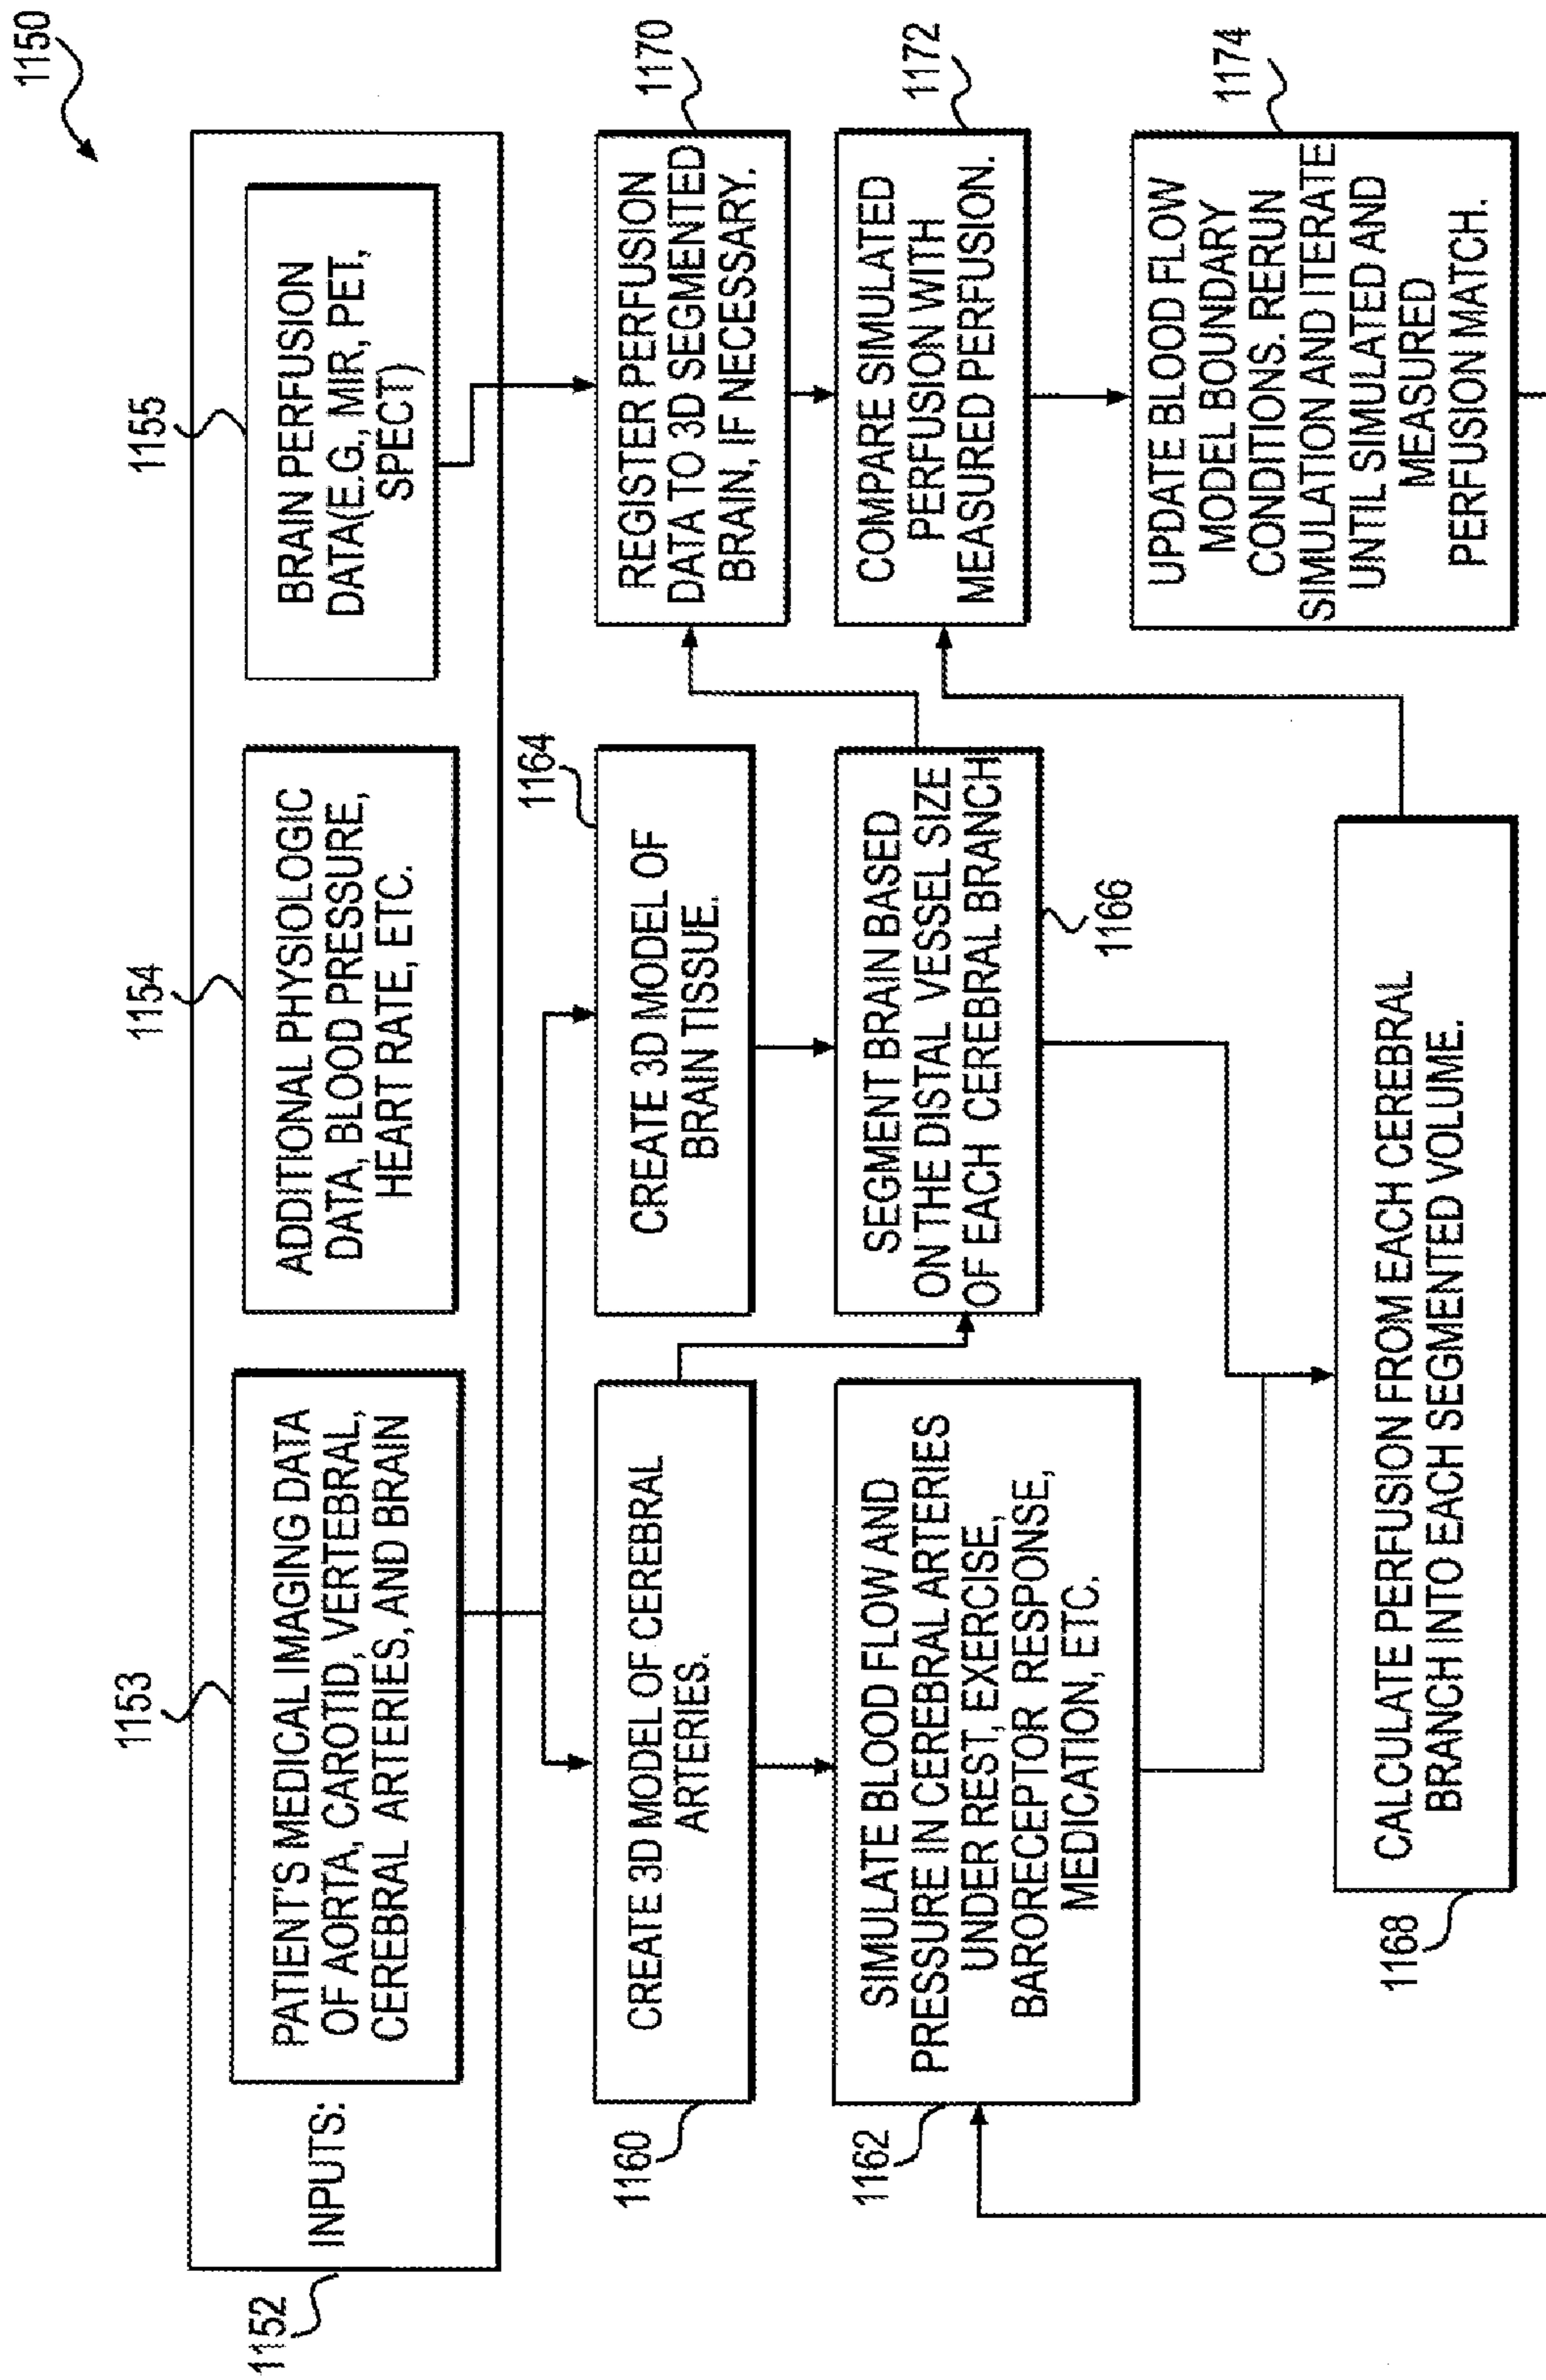 1150
1152
INPUTS:
1153
PATIENT'S MEDICAL IMAGING DATA
OF AORTA, CAROTID, VERTEBRAL,
CEREBRAL ARTERIES, AND BRAIN
1154
ADDITIONAL PHYSIOLOGIC
DATA, BLOOD PRESSURE,
HEART RATE, ETC.
1155
BRAIN PERFUSION
DATA(E.G., MIR, PET,
SPECT)
1160
CREATE 3D MODEL OF CEREBRAL
ARTERIES.
1164
CREATE 3D MODEL OF
BRAIN TISSUE.
REGISTER PERFUSION
DATA TO 3D SEGMENTED
BRAIN, IF NECESSARY.
1170
1162
SIMULATE BLOOD FLOW AND
PRESSURE IN CEREBRAL ARTERIES
UNDER REST, EXERCISE,
BARORECEPTOR RESPONSE,
MEDICATION, ETC.
SEGMENT BRAIN BASED
ON THE DISTAL VESSEL SIZE
OF EACH CEREBRAL BRANCH
1166
COMPARE SIMULATED
PERFUSION WITH
MEASURED PERFUSION.
1172
1168
CALCULATE PERFUSION FROM EACH CEREBRAL
BRANCH INTO EACH SEGMENTED VOLUME.
UPDATE BLOOD FLOW
MODEL BOUNDARY
CONDITIONS. RERUN
SIMULATION AND ITERATE
UNTIL SIMULATED AND
MEASURED
PERFUSION MATCH.
1174